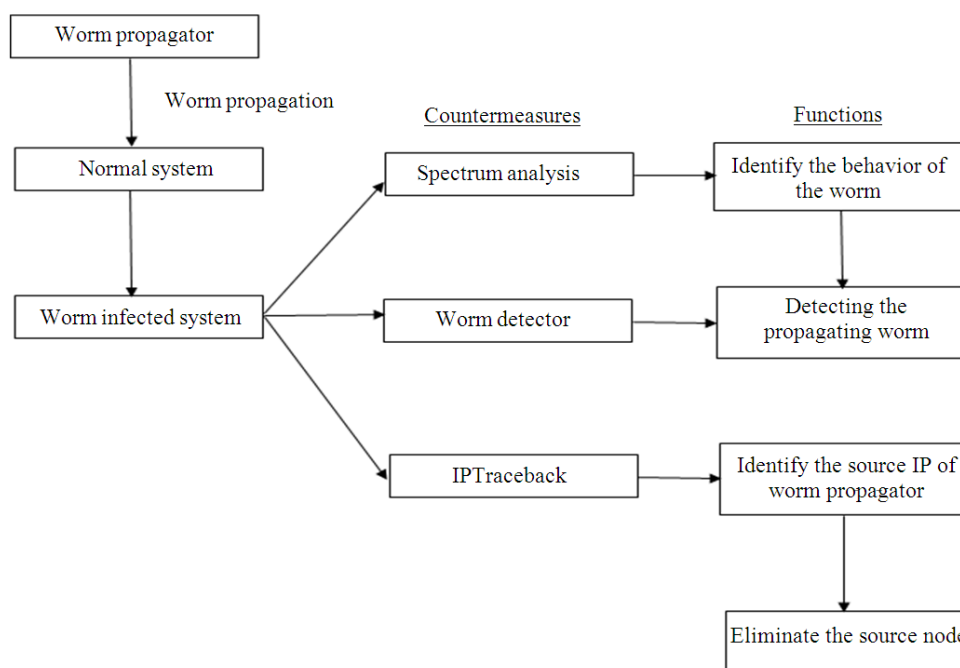 Worm propagator
Worm propagation
Countermeasures
Functions
Normal system
Spectrum analysis
Identify the behavior of
the worm
Worm infected system
Worm detector
Detecting the
propagating worm
IPTraceback
Identify the source IP of
worm propagator
Eliminate the source node